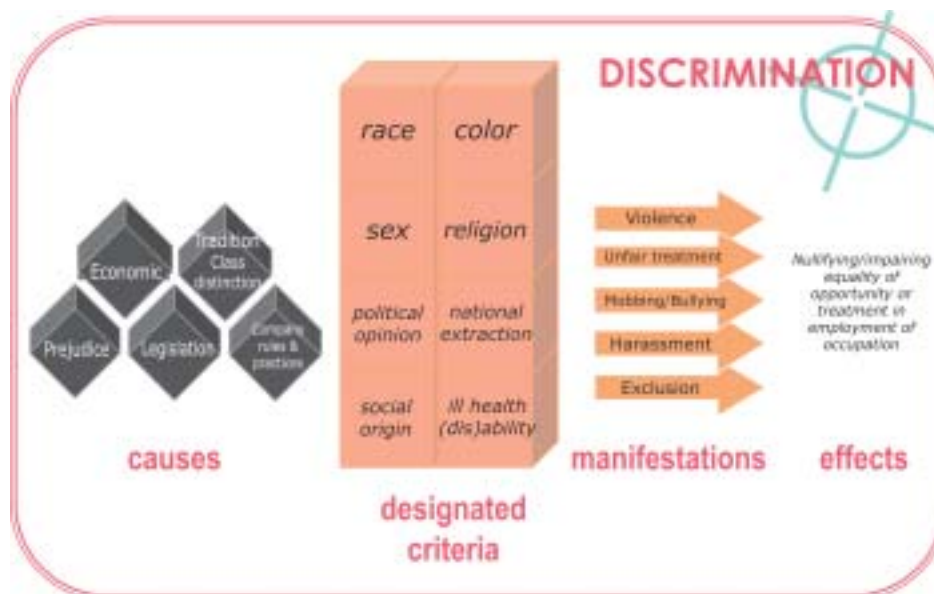 DISCRIMINATION
Economic
Tradition
Class
distinction
Prejudice
Legislation
Company
rules &
practices
causes
race
color
sex
religion
political
opinion
national
extraction
social
origin
ill health
(dis)ability
designated
criteria
Violence
Unfair treatment
Mobbing/Bullying
Harassment
Exclusion
manifestations
Nullifying/impairing
equality of
opportunity or
treatment in
employment of
occupation
effects